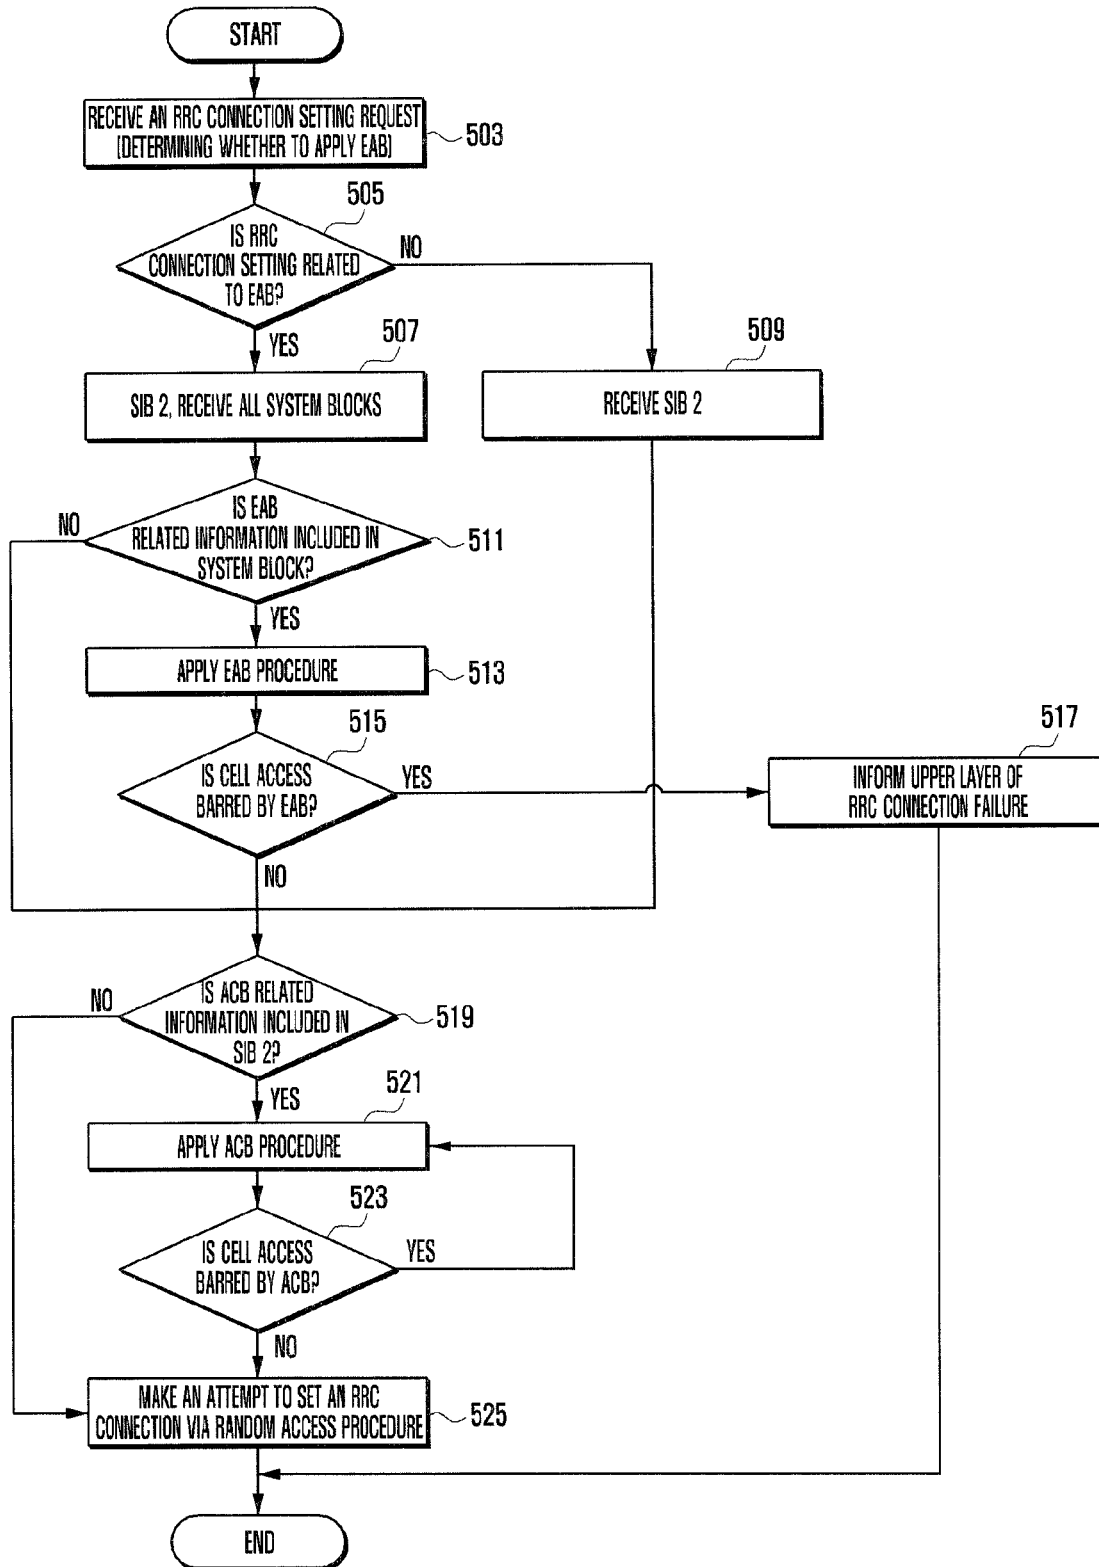 START
RECEIVE AN RRC CONNECTION SETTING REQUEST
[DETERMINING WHETHER TO APPLY EAB]
503
505
IS RRC
CONNECTION SETTING RELATED
TO EAB?
NO
YES
507
SIB 2, RECEIVE ALL SYSTEM BLOCKS
509
RECEIVE SIB 2
IS EAB
RELATED INFORMATION INCLUDED IN
SYSTEM BLOCK?
511
NO
YES
APPLY EAB PROCEDURE
513
515
IS CELL ACCESS
BARRED BY EAB?
YES
NO
517
INFORM UPPER LAYER OF
RRC CONNECTION FAILURE
IS ACB RELATED
INFORMATION INCLUDED IN
SIB 2?
519
NO
YES
521
APPLY ACB PROCEDURE
523
IS CELL ACCESS
BARRED BY ACB?
YES
NO
MAKE AN ATTEMPT TO SET AN RRC
CONNECTION VIA RANDOM ACCESS PROCEDURE
525
END